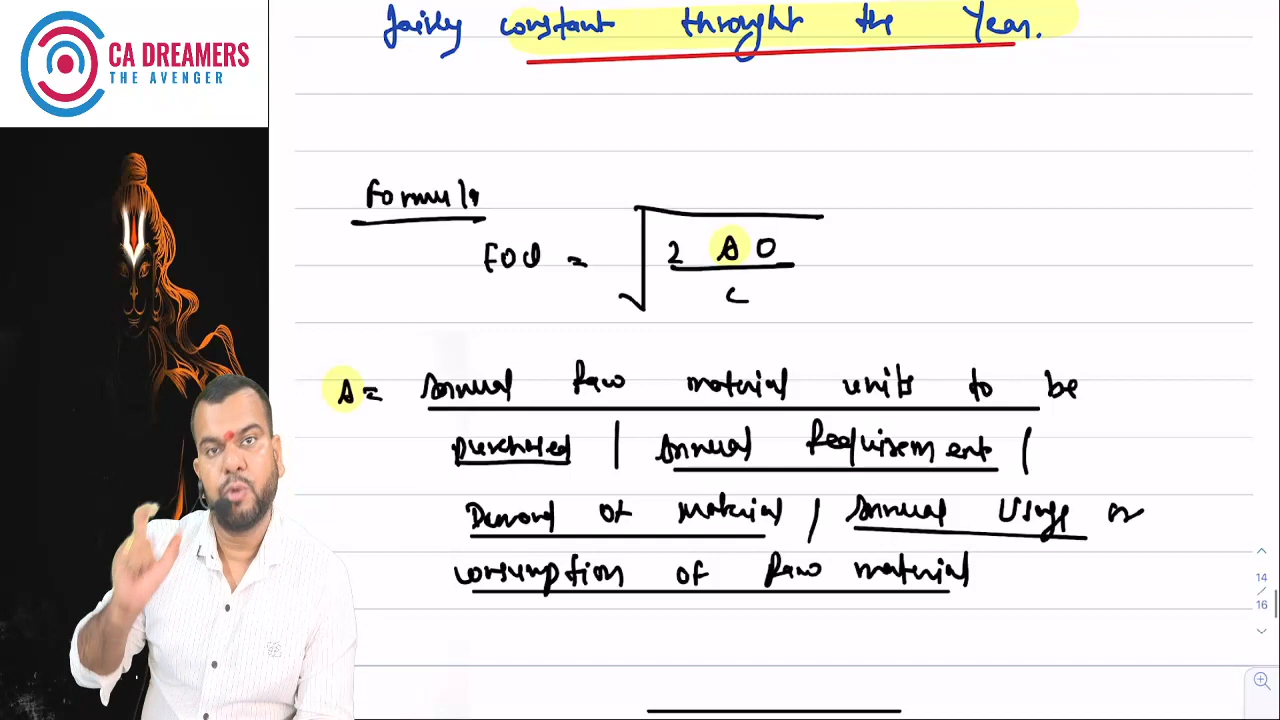 CA DREAMERS
THE AVENGER
fairly constant throught the Year.
Formula
EOQ = √ 2 A O
C
A = Annual Raw material units to be
purchased | Annual Requirement |
Demand of material | Annual Usage or
consumption of Raw material
14
/
16